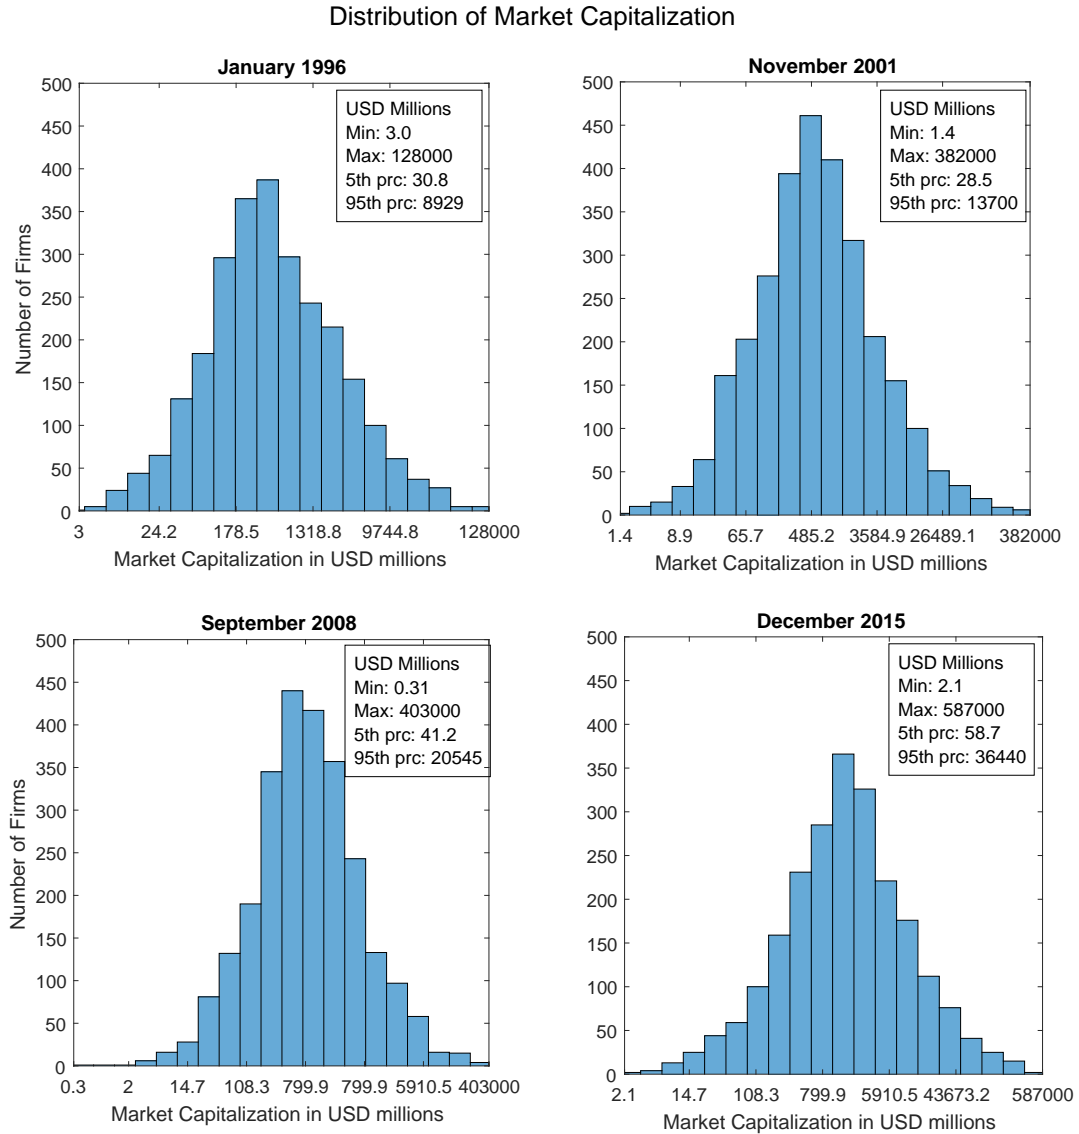 Distribution of Market Capitalization
January 1996
500
450
400
350
300
250
200
150
100
50
0
Number of Firms
USD Millions
Min: 3.0
Max: 128000
5th prc: 30.8
95th prc: 8929
3 24.2 178.5 1318.8 9744.8 128000
Market Capitalization in USD millions
November 2001
500
450
400
350
300
250
200
150
100
50
0
USD Millions
Min: 1.4
Max: 382000
5th prc: 28.5
95th prc: 13700
1.4 8.9 65.7 485.2 3584.9 26489.1 382000
Market Capitalization in USD millions
September 2008
500
450
400
350
300
250
200
150
100
50
0
Number of Firms
USD Millions
Min: 0.31
Max: 403000
5th prc: 41.2
95th prc: 20545
0.3 2 14.7 108.3 799.9 799.9 5910.5 403000
Market Capitalization in USD millions
December 2015
500
450
400
350
300
250
200
150
100
50
0
USD Millions
Min: 2.1
Max: 587000
5th prc: 58.7
95th prc: 36440
2.1 14.7 108.3 799.9 5910.5 43673.2 587000
Market Capitalization in USD millions